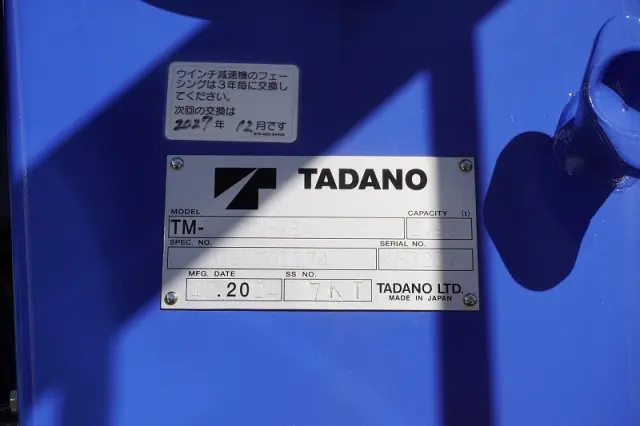 ウインチ減速機のフェー
シングは3年毎に交換し
てください。
次回の交換は
2027年 12月です
TADANO
MODEL CAPACITY (t)
TM-
SPEC. NO. SERIAL NO.
MFG. DATE SS NO.
.20 7KT TADANO LTD.
MADE IN JAPAN